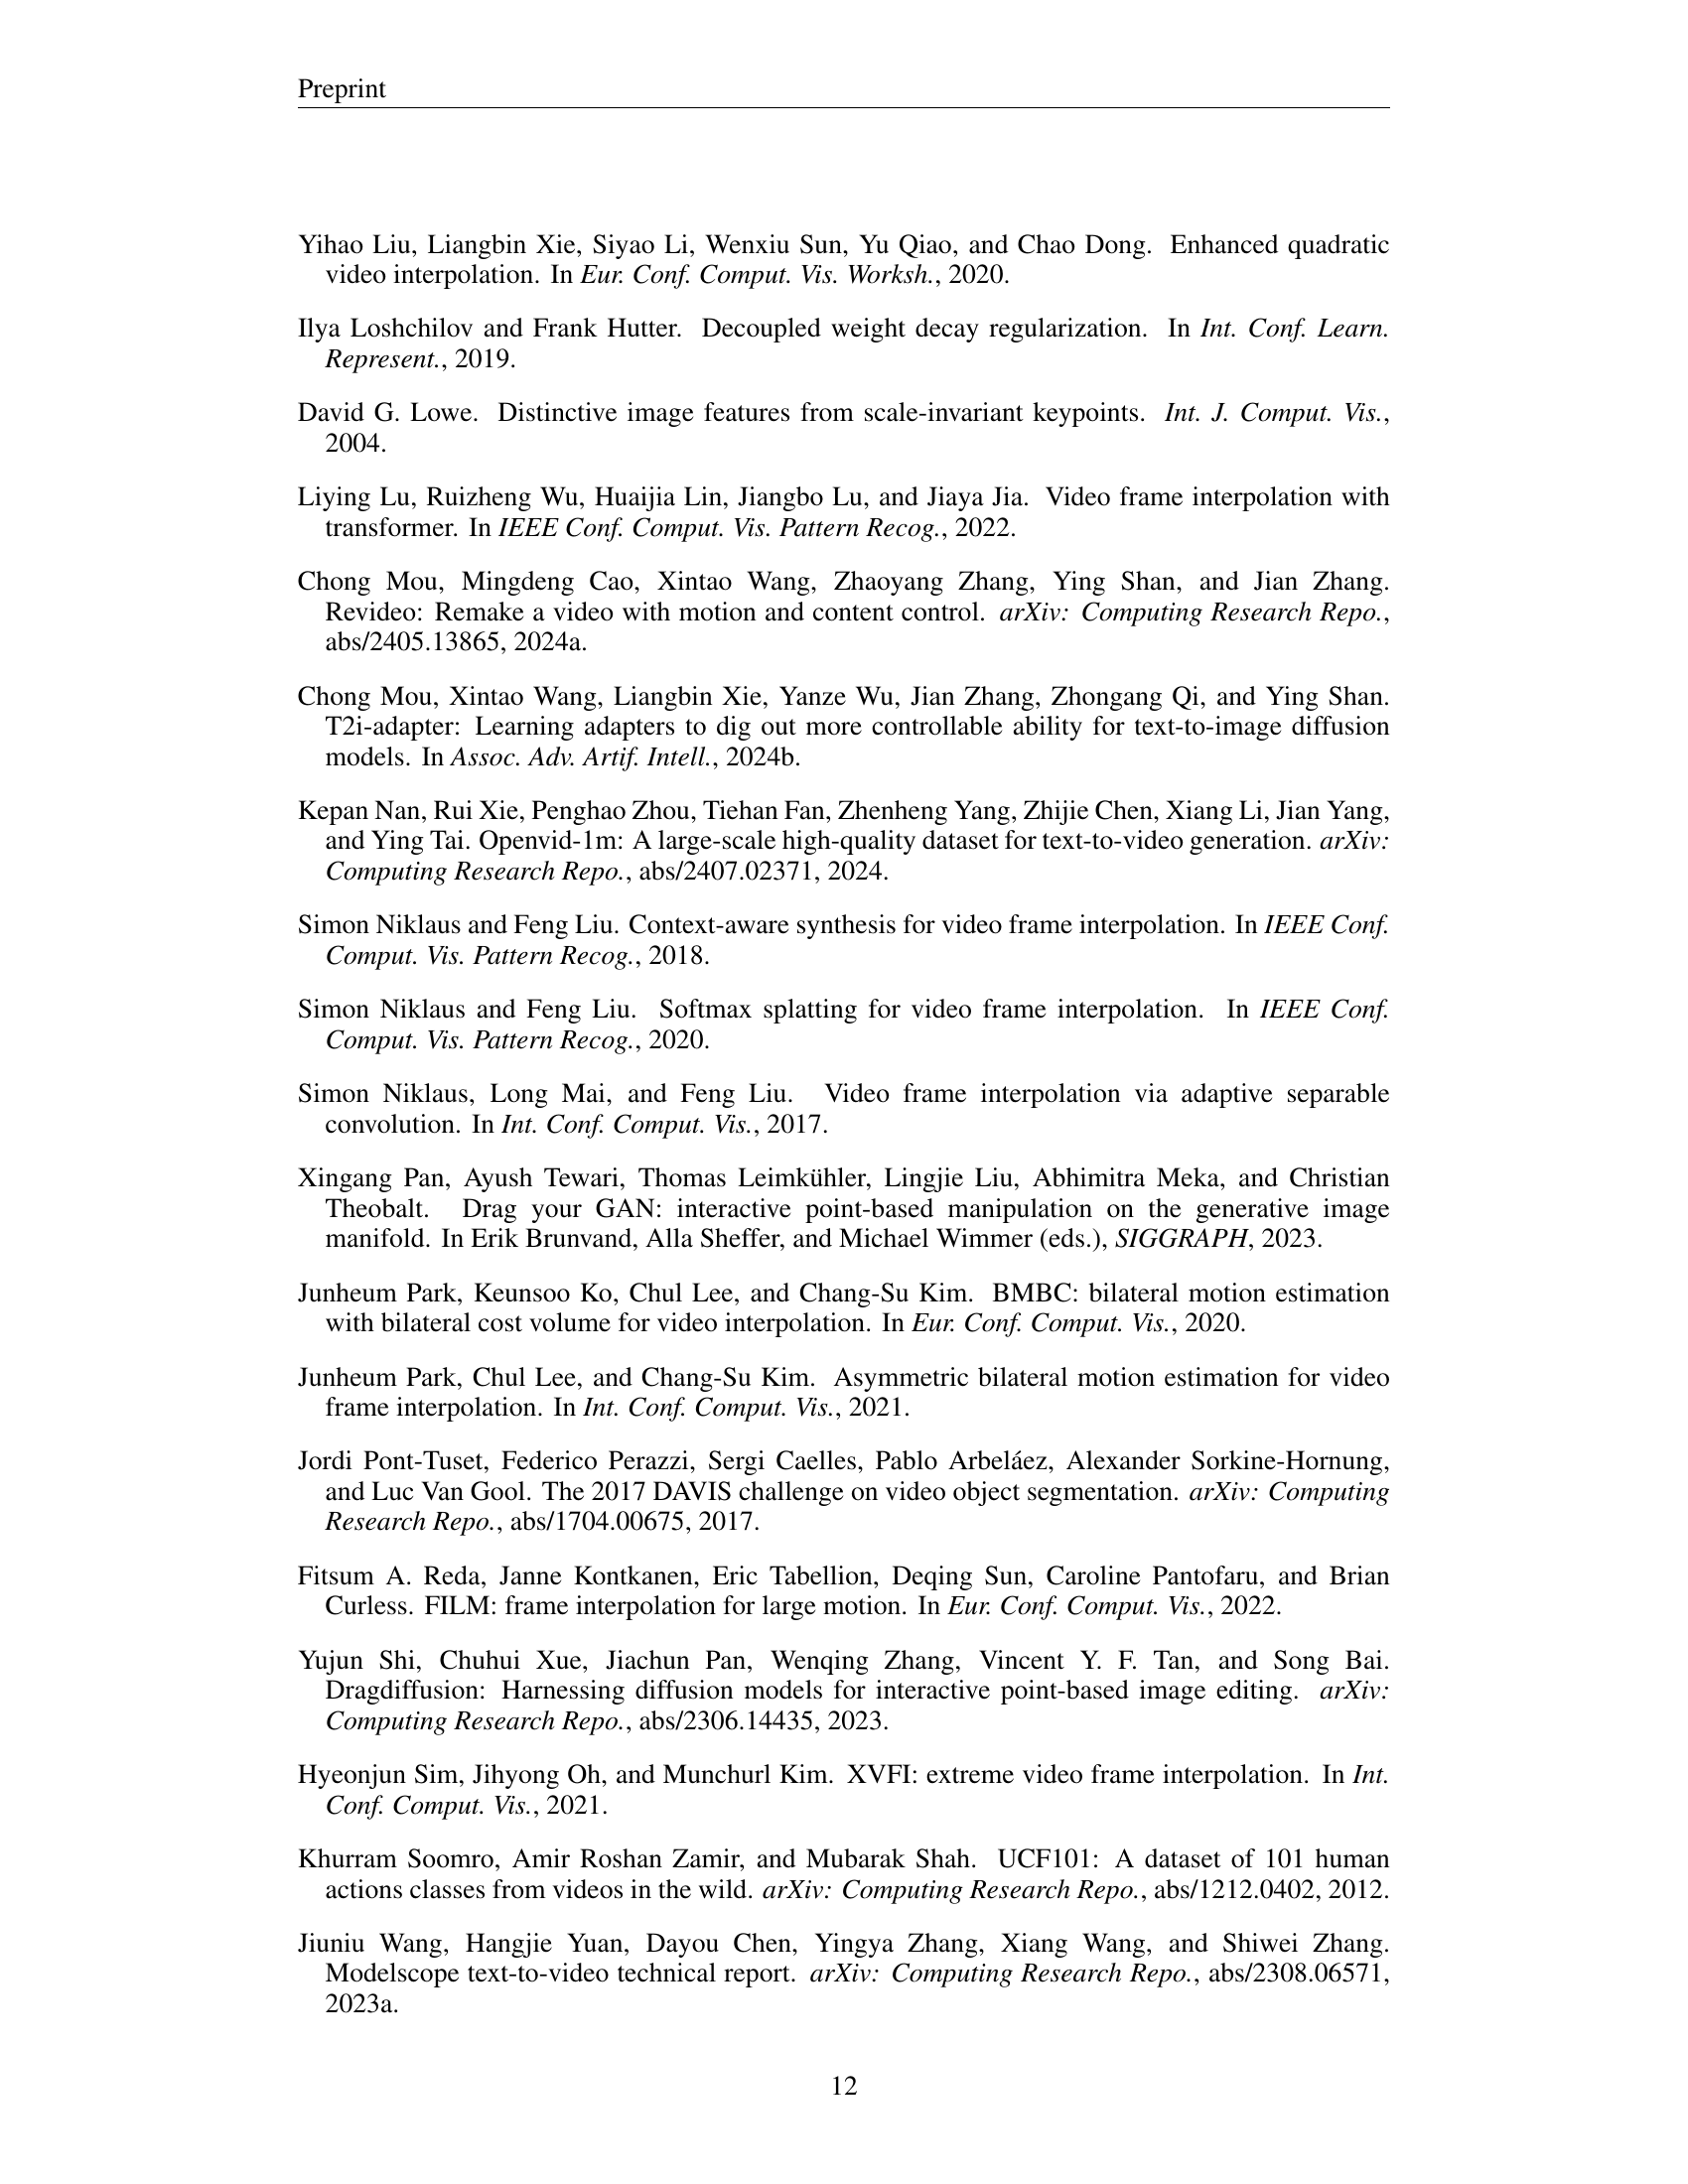 Preprint
Yihao Liu, Liangbin Xie, Siyao Li, Wenxiu Sun, Yu Qiao, and Chao Dong. Enhanced quadratic
video interpolation. In Eur. Conf. Comput. Vis. Worksh., 2020.
Ilya Loshchilov and Frank Hutter. Decoupled weight decay regularization. In Int. Conf. Learn.
Represent., 2019.
David G. Lowe. Distinctive image features from scale-invariant keypoints. Int. J. Comput. Vis.,
2004.
Liying Lu, Ruizheng Wu, Huaijia Lin, Jiangbo Lu, and Jiaya Jia. Video frame interpolation with
transformer. In IEEE Conf. Comput. Vis. Pattern Recog., 2022.
Chong Mou, Mingdeng Cao, Xintao Wang, Zhaoyang Zhang, Ying Shan, and Jian Zhang.
Revideo: Remake a video with motion and content control. arXiv: Computing Research Repo.,
abs/2405.13865, 2024a.
Chong Mou, Xintao Wang, Liangbin Xie, Yanze Wu, Jian Zhang, Zhongang Qi, and Ying Shan.
T2i-adapter: Learning adapters to dig out more controllable ability for text-to-image diffusion
models. In Assoc. Adv. Artif. Intell., 2024b.
Kepan Nan, Rui Xie, Penghao Zhou, Tiehan Fan, Zhenheng Yang, Zhijie Chen, Xiang Li, Jian Yang,
and Ying Tai. Openvid-1m: A large-scale high-quality dataset for text-to-video generation. arXiv:
Computing Research Repo., abs/2407.02371, 2024.
Simon Niklaus and Feng Liu. Context-aware synthesis for video frame interpolation. In IEEE Conf.
Comput. Vis. Pattern Recog., 2018.
Simon Niklaus and Feng Liu. Softmax splatting for video frame interpolation. In IEEE Conf.
Comput. Vis. Pattern Recog., 2020.
Simon Niklaus, Long Mai, and Feng Liu. Video frame interpolation via adaptive separable
convolution. In Int. Conf. Comput. Vis., 2017.
Xingang Pan, Ayush Tewari, Thomas Leimkühler, Lingjie Liu, Abhimitra Meka, and Christian
Theobalt. Drag your GAN: interactive point-based manipulation on the generative image
manifold. In Erik Brunvand, Alla Sheffer, and Michael Wimmer (eds.), SIGGRAPH, 2023.
Junheum Park, Keunsoo Ko, Chul Lee, and Chang-Su Kim. BMBC: bilateral motion estimation
with bilateral cost volume for video interpolation. In Eur. Conf. Comput. Vis., 2020.
Junheum Park, Chul Lee, and Chang-Su Kim. Asymmetric bilateral motion estimation for video
frame interpolation. In Int. Conf. Comput. Vis., 2021.
Jordi Pont-Tuset, Federico Perazzi, Sergi Caelles, Pablo Arbeláez, Alexander Sorkine-Hornung,
and Luc Van Gool. The 2017 DAVIS challenge on video object segmentation. arXiv: Computing
Research Repo., abs/1704.00675, 2017.
Fitsum A. Reda, Janne Kontkanen, Eric Tabellion, Deqing Sun, Caroline Pantofaru, and Brian
Curless. FILM: frame interpolation for large motion. In Eur. Conf. Comput. Vis., 2022.
Yujun Shi, Chuhui Xue, Jiachun Pan, Wenqing Zhang, Vincent Y. F. Tan, and Song Bai.
Dragdiffusion: Harnessing diffusion models for interactive point-based image editing. arXiv:
Computing Research Repo., abs/2306.14435, 2023.
Hyeonjun Sim, Jihyong Oh, and Munchurl Kim. XVFI: extreme video frame interpolation. In Int.
Conf. Comput. Vis., 2021.
Khurram Soomro, Amir Roshan Zamir, and Mubarak Shah. UCF101: A dataset of 101 human
actions classes from videos in the wild. arXiv: Computing Research Repo., abs/1212.0402, 2012.
Jiuniu Wang, Hangjie Yuan, Dayou Chen, Yingya Zhang, Xiang Wang, and Shiwei Zhang.
Modelscope text-to-video technical report. arXiv: Computing Research Repo., abs/2308.06571,
2023a.
12